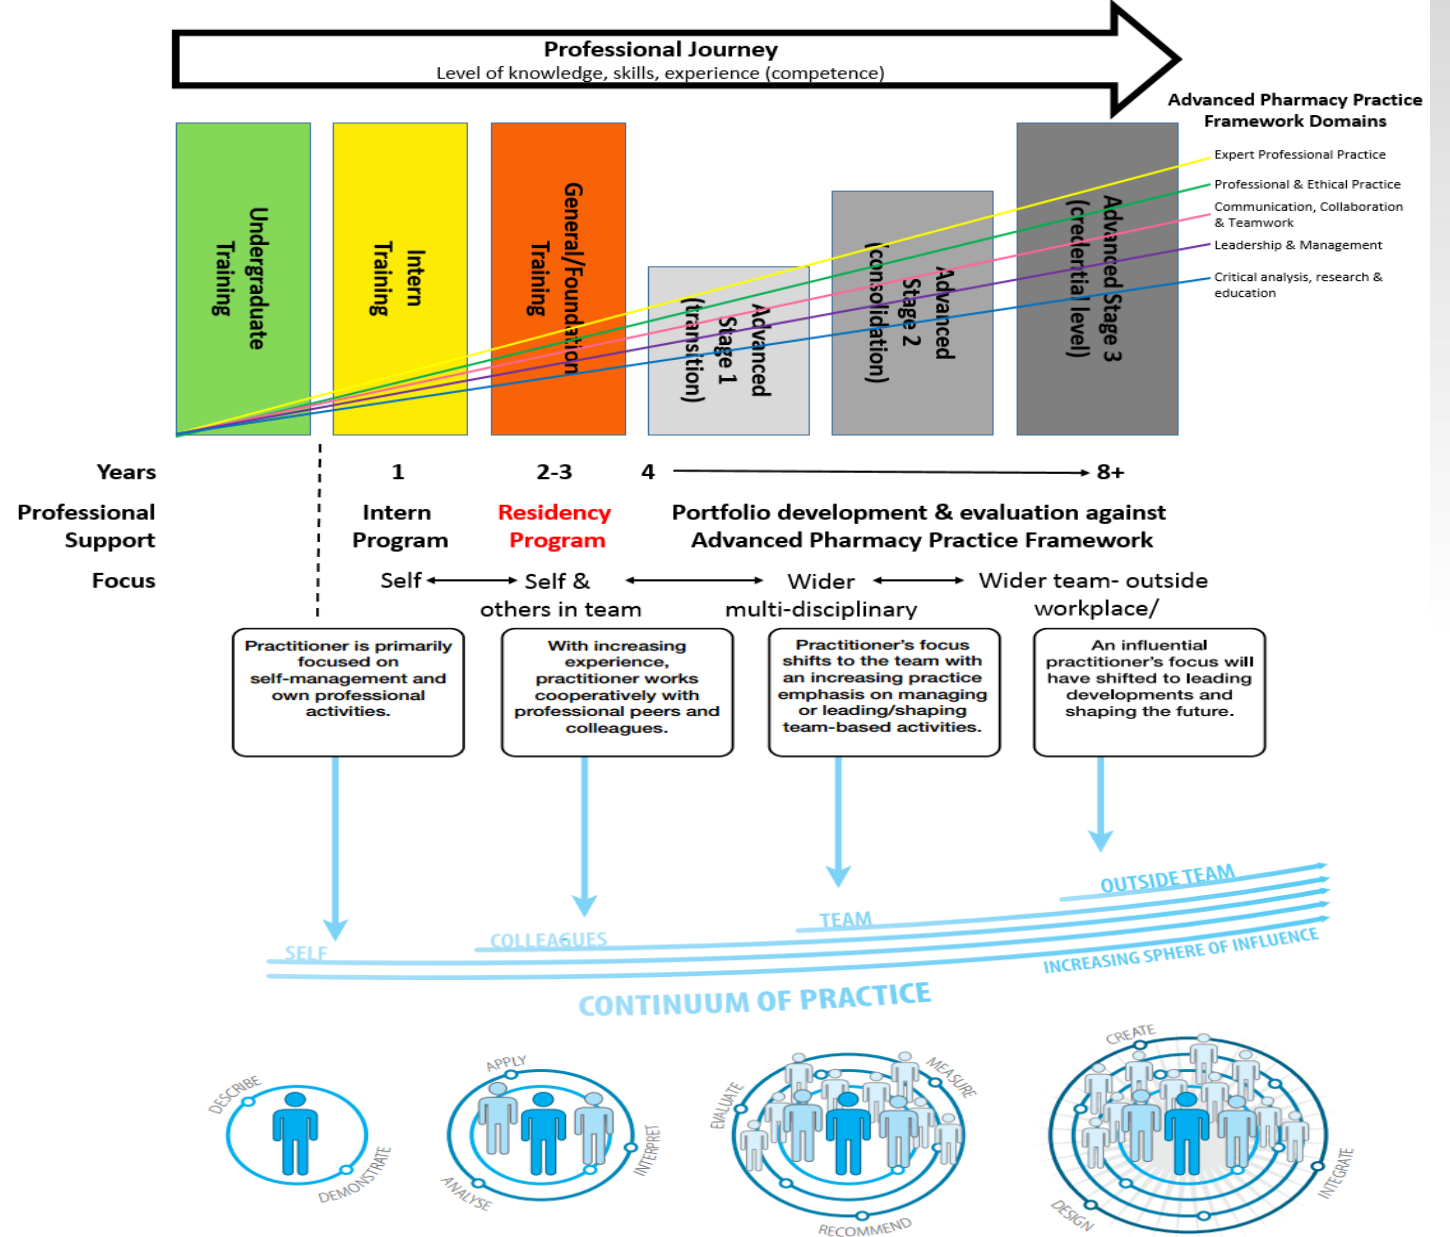 Professional Journey
Level of knowledge, skills, experience (competence)
Advanced Pharmacy Practice
Framework Domains
Expert Professional Practice
Professional & Ethical Practice
Communication, Collaboration
& Teamwork
Leadership & Management
Critical analysis, research &
education
Undergraduate
Training
Intern
Training
General/Foundation
Training
Advanced
Stage 1
(transition)
Advanced
Stage 2
(consolidation)
Advanced Stage 3
(credential level)
Years 1 2-3 4 8+
Professional
Support
Intern
Program
Residency
Program
Portfolio development & evaluation against
Advanced Pharmacy Practice Framework
Focus
Self
Self &
others in team
Wider
multi-disciplinary
Wider team- outside
workplace/
Practitioner is primarily
focused on
self-management and
own professional
activities.
With increasing
experience,
practitioner works
cooperatively with
professional peers and
colleagues.
Practitioner's focus
shifts to the team with
an increasing practice
emphasis on managing
or leading/shaping
team-based activities.
An influential
practitioner's focus will
have shifted to leading
developments and
shaping the future.
SELF
COLLEAGUES
TEAM
OUTSIDE TEAM
INCREASING SPHERE OF INFLUENCE
CONTINUUM OF PRACTICE
DESCRIBE
DEMONSTRATE
APPLY
INTERPRET
ANALYSE
EVALUATE
MEASURE
RECOMMEND
CREATE
INTEGRATE
DESIGN